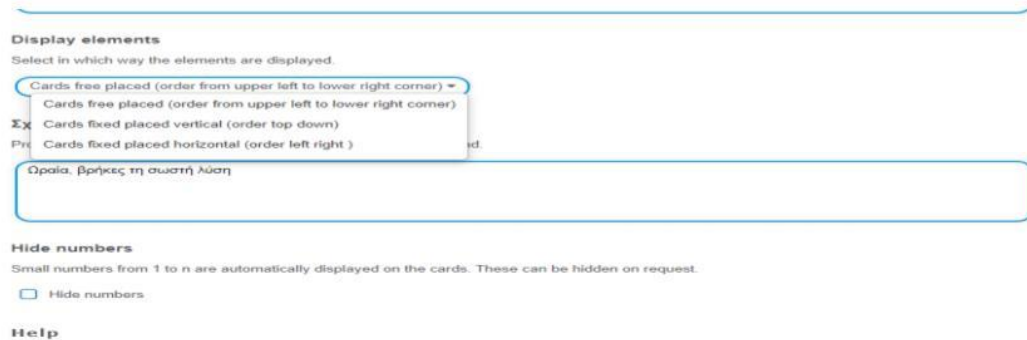 Display elements
Select in which way the elements are displayed.
Cards free placed (order from upper left to lower right corner)
Cards free placed (order from upper left to lower right corner)
Σχ
Cards fixed placed vertical (order top down)
Cards fixed placed horizontal (order left right )
Ωραία, βρήκες τη σωστή λύση
Hide numbers
Small numbers from 1 to n are automatically displayed on the cards. These can be hidden on request.
Hide numbers
Help